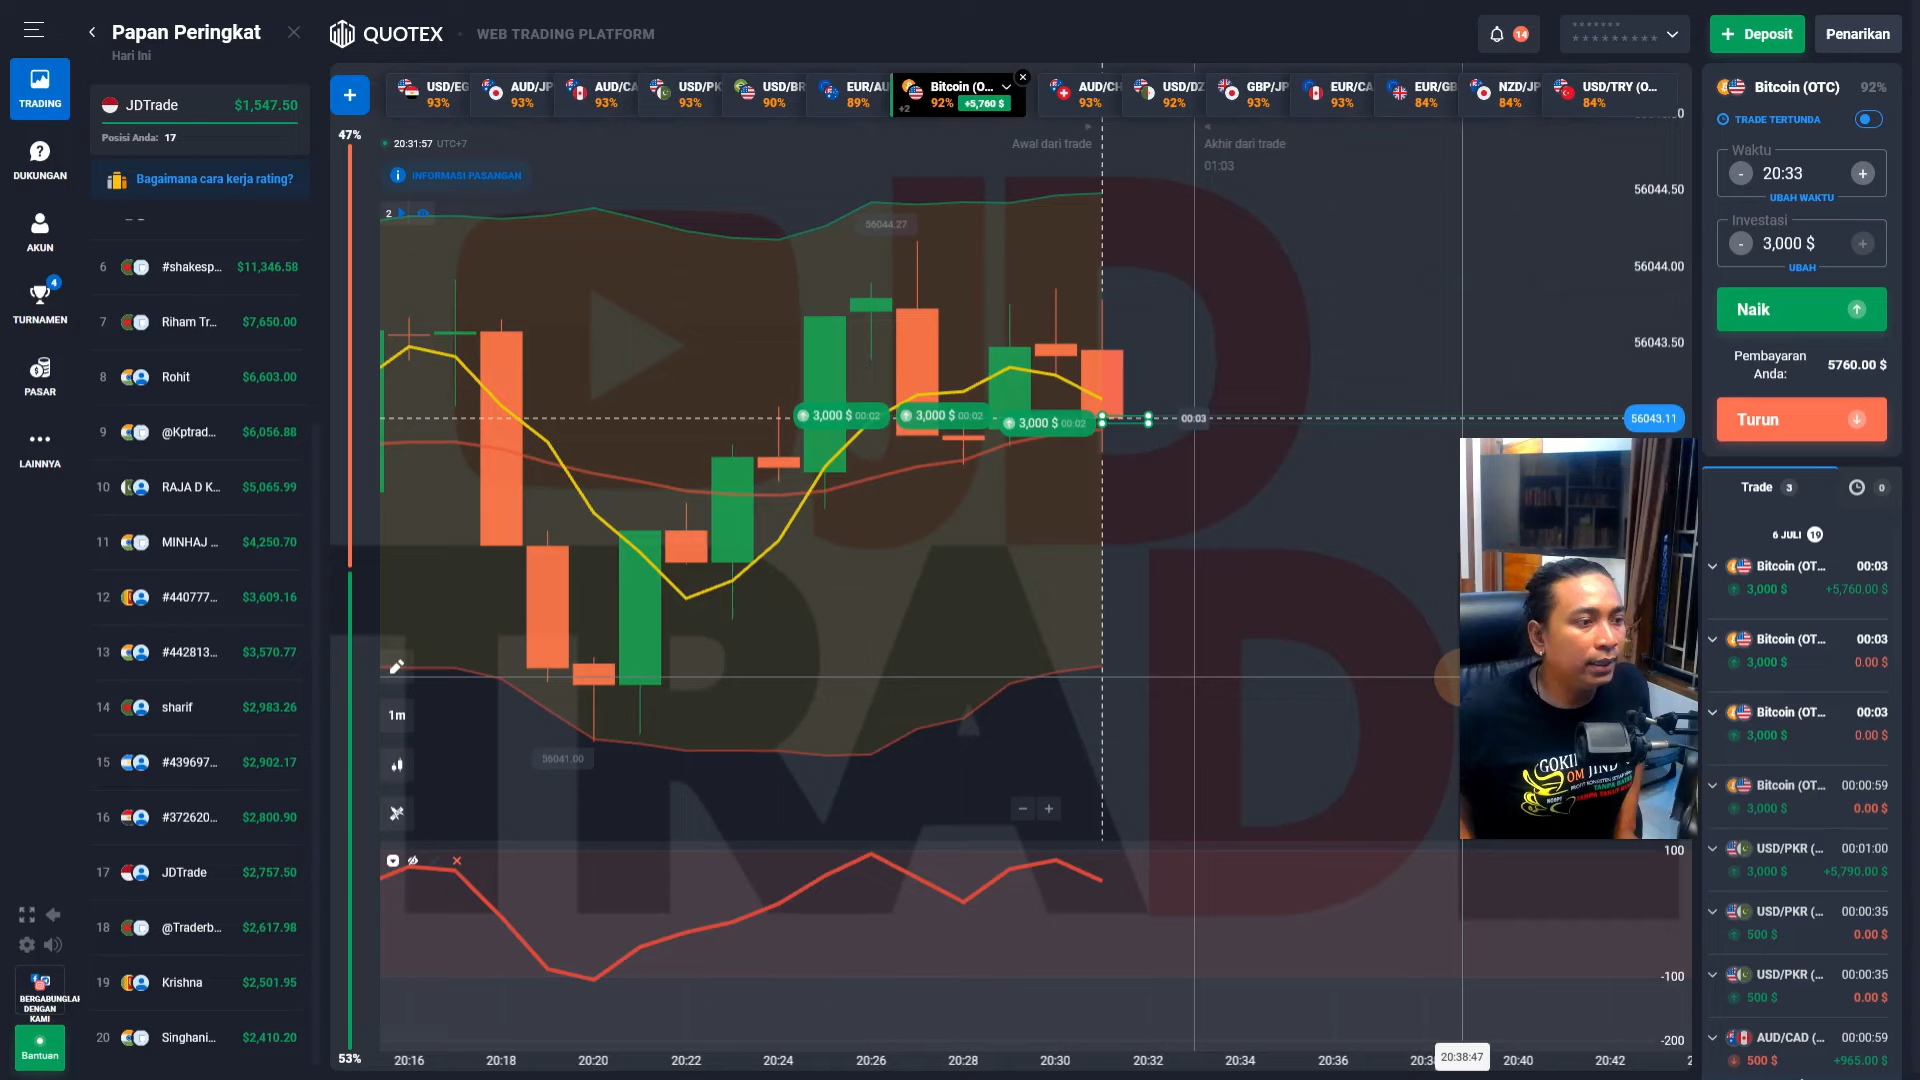 Papan Peringkat
Hari Ini
QUOTEX
WEB TRADING PLATFORM
14
Deposit
Penarikan
TRADING
JDTrade $1,547.50
Posisi Anda: 17
Bagaimana cara kerja rating?
DUKUNGAN
AKUN
4
TURNAMEN
PASAR
LAINNYA
6 #shakesp... $11,346.58
7 Riham Tr... $7,650.00
8 Rohit $6,603.00
9 @Kptrad... $6,056.88
10 RAJA D K... $5,065.99
11 MINHAJ ... $4,250.70
12 #440777... $3,609.16
13 #442813... $3,570.77
14 sharif $2,983.26
15 #439697... $2,902.17
16 #372620... $2,800.90
17 JDTrade $2,757.50
18 @Traderb... $2,617.98
19 Krishna $2,501.95
20 Singhani... $2,410.20
BERGABUNGLAH
DENGAN
KAMI
Bantuan
USD/EG 93%
AUD/JP 93%
AUD/CA 93%
USD/PK 93%
USD/BR 90%
EUR/AU 89%
Bitcoin (O...
+2 92% +5,760 $
AUD/CH 93%
USD/DZ 92%
GBP/JP 93%
EUR/CA 93%
EUR/GB 84%
NZD/JP 84%
USD/TRY (O... 84%
47%
20:31:57 UTC+7
INFORMASI PASANGAN
2
Awal dari trade
Akhir dari trade
01:03
56044.27
56044.50
56044.00
56043.50
56043.11
3,000 $ 00:02
3,000 $ 00:02
3,000 $ 00:02
00:03
56041.00
JD
TRAD
1m
100
-100
-200
53%
20:16 20:18 20:20 20:22 20:24 20:26 20:28 20:30 20:32 20:34 20:36 20:38:47 20:40 20:42
Bitcoin (OTC) 92%
TRADE TERTUNDA
Waktu
- 20:33 +
UBAH WAKTU
Investasi
- 3,000 $ +
UBAH
Naik
Pembayaran Anda: 5760.00 $
Turun
Trade 3
0
6 JULI 19
Bitcoin (OT... 00:03
3,000 $ +5,760.00 $
Bitcoin (OT... 00:03
3,000 $ 0.00 $
Bitcoin (OT... 00:03
3,000 $ 0.00 $
Bitcoin (OT... 00:00:59
3,000 $ 0.00 $
USD/PKR (... 00:01:00
3,000 $ +5,790.00 $
USD/PKR (... 00:00:35
500 $ 0.00 $
USD/PKR (... 00:00:35
500 $ 0.00 $
AUD/CAD (... 00:00:59
500 $ +965.00 $